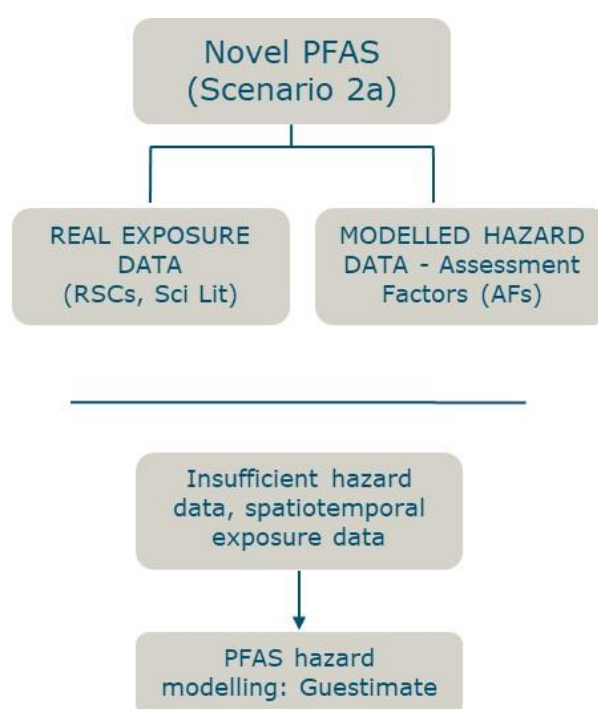 Novel PFAS
(Scenario 2a)
REAL EXPOSURE
DATA
(RSCs, Sci Lit)
MODELLED HAZARD
DATA - Assessment
Factors (AFs)
Insufficient hazard
data, spatiotemporal
exposure data
PFAS hazard
modelling: Guestimate